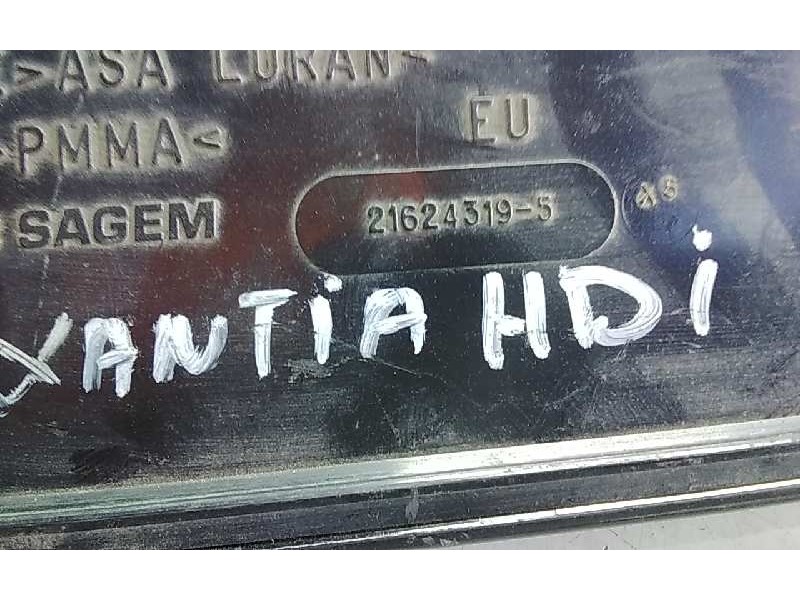 >ASA LURAN<
>PMMA<
EU
SAGEM
21624319-5
XANTiA HDi